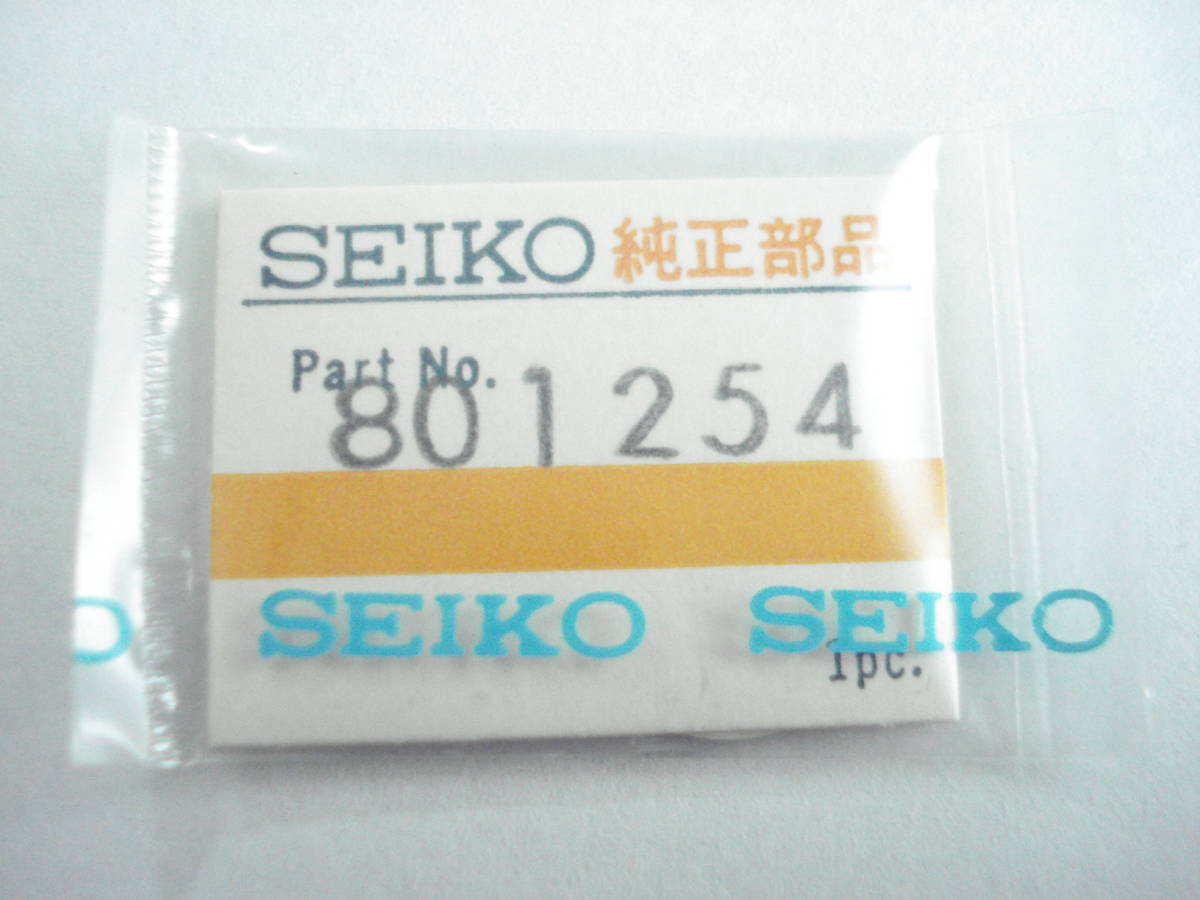 SEIKO 純正部品
Part No.
801254
SEIKO SEIKO
1pc.